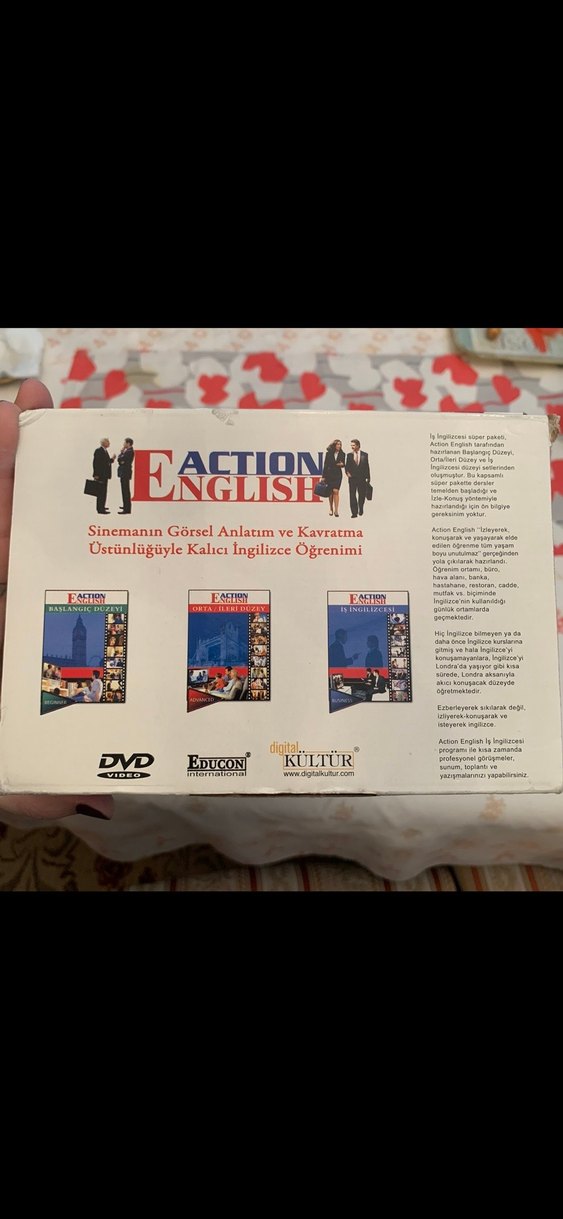 ACTION
ENGLISH
Sinemanın Görsel Anlatım ve Kavratma
Üstünlüğüyle Kalıcı İngilizce Öğrenimi
ACTION
ENGLISH
BAŞLANGIÇ DÜZEYİ
BEGINNER
ACTION
ENGLISH
ORTA / İLERİ DÜZEY
ADVANCED
ACTION
ENGLISH
İŞ İNGİLİZCESİ
BUSINESS
DVD
VIDEO
EDUCON®
international
digital
KÜLTÜR®
www.digitalkultur.com
İş İngilizcesi süper paketi,
Action English tarafından
hazırlanan Başlangıç Düzeyi,
Orta/İleri Düzey ve İş
İngilizcesi düzeyi setlerinden
oluşmuştur. Bu kapsamlı
süper pakette dersler
temelden başladığı ve
İzle-Konuş yöntemiyle
hazırlandığı için ön bilgiye
gereksinim yoktur.
Action English "İzleyerek,
konuşarak ve yaşayarak elde
edilen öğrenme tüm yaşam
boyu unutulmaz" gerçeğinden
yola çıkılarak hazırlandı.
Öğrenim ortamı, büro,
hava alanı, banka,
hastahane, restoran, cadde,
mutfak vs. biçiminde
İngilizce'nin kullanıldığı
günlük ortamlarda
geçmektedir.
Hiç İngilizce bilmeyen ya da
daha önce İngilizce kurslarına
gitmiş ve hala İngilizce'yi
konuşamayanlara, İngilizce'yi
Londra'da yaşıyor gibi kısa
sürede, Londra aksanıyla
akıcı konuşacak düzeyde
öğretmektedir.
Ezberleyerek sıkılarak değil,
izliyerek-konuşarak ve
isteyerek ingilizce.
Action English İş İngilizcesi
programı ile kısa zamanda
profesyonel görüşmeler,
sunum, toplantı ve
yazışmalarınızı yapabilirsiniz.